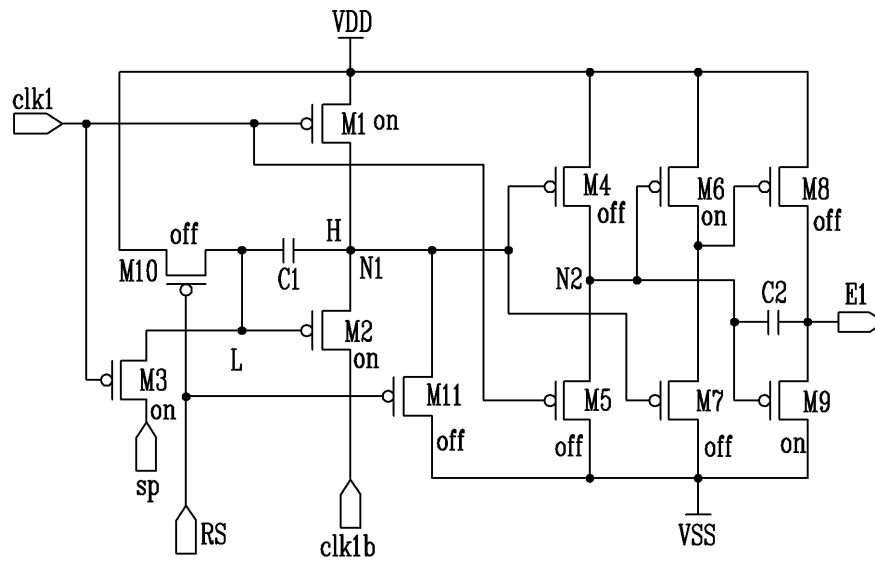 VDD
clk1
M1
on
M4
off
M6
on
M8
off
off
H
M10
C1
N1
N2
C2
E1
M2
on
L
M3
on
M11
off
M5
off
M7
off
M9
on
sp
RS
clk1b
VSS